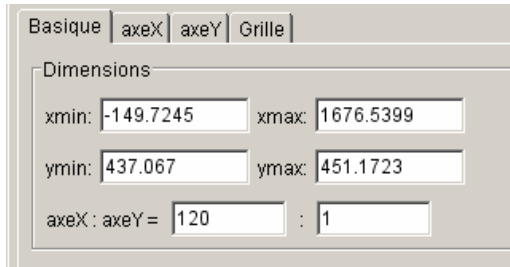 Basique axeX axeY Grille
Dimensions
xmin: -149.7245 xmax: 1676.5399
ymin: 437.067 ymax: 451.1723
axeX : axeY = 120 : 1